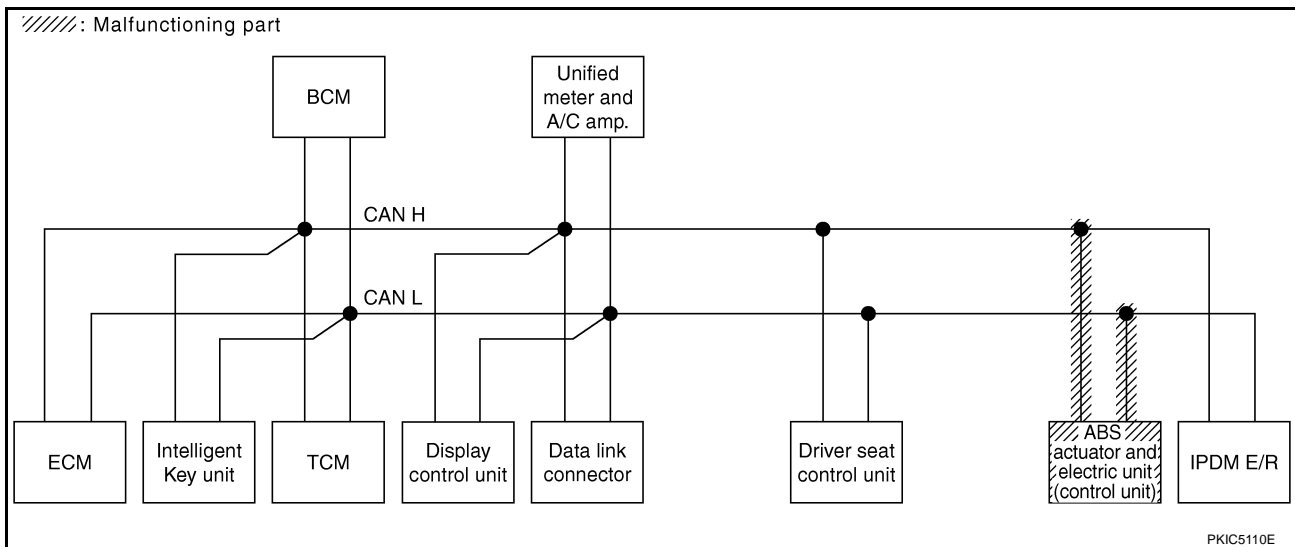 : Malfunctioning part
BCM
Unified
meter and
A/C amp.
CAN H
CAN L
ECM
Intelligent
Key unit
TCM
Display
control unit
Data link
connector
Driver seat
control unit
ABS
actuator and
electric unit
(control unit)
IPDM E/R
PKIC5110E